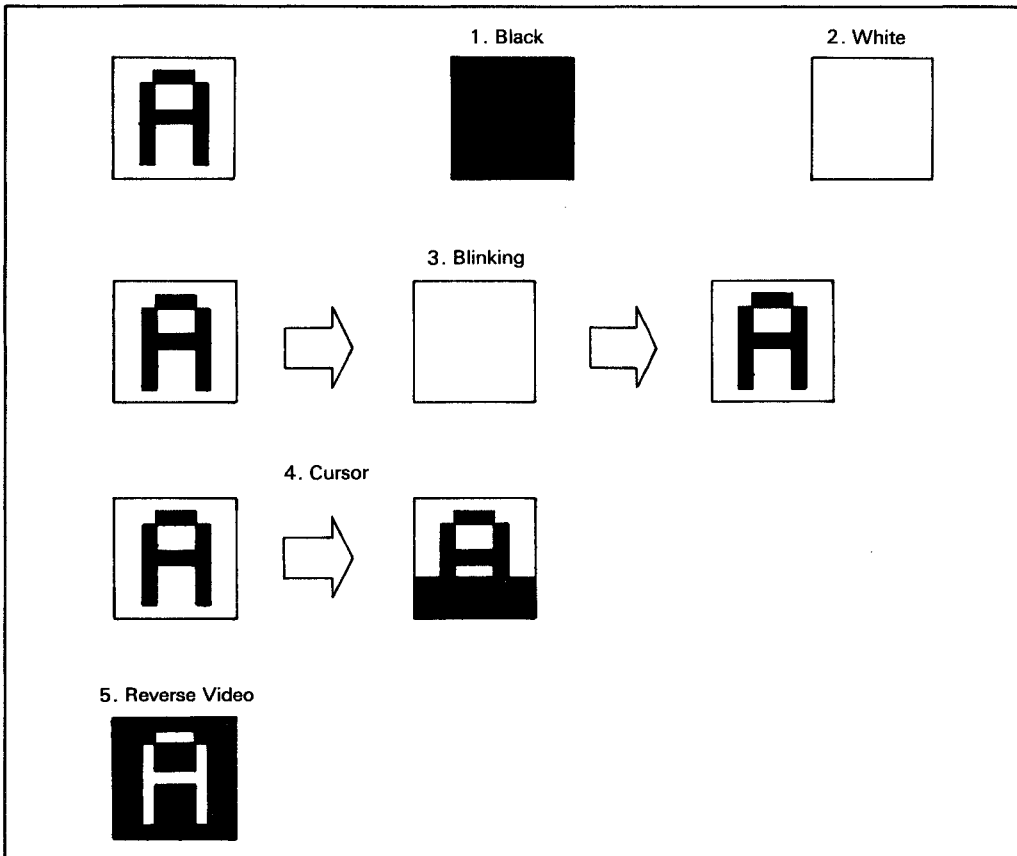 1. Black
2. White
A
3. Blinking
A
A
4. Cursor
A
A
5. Reverse Video
A